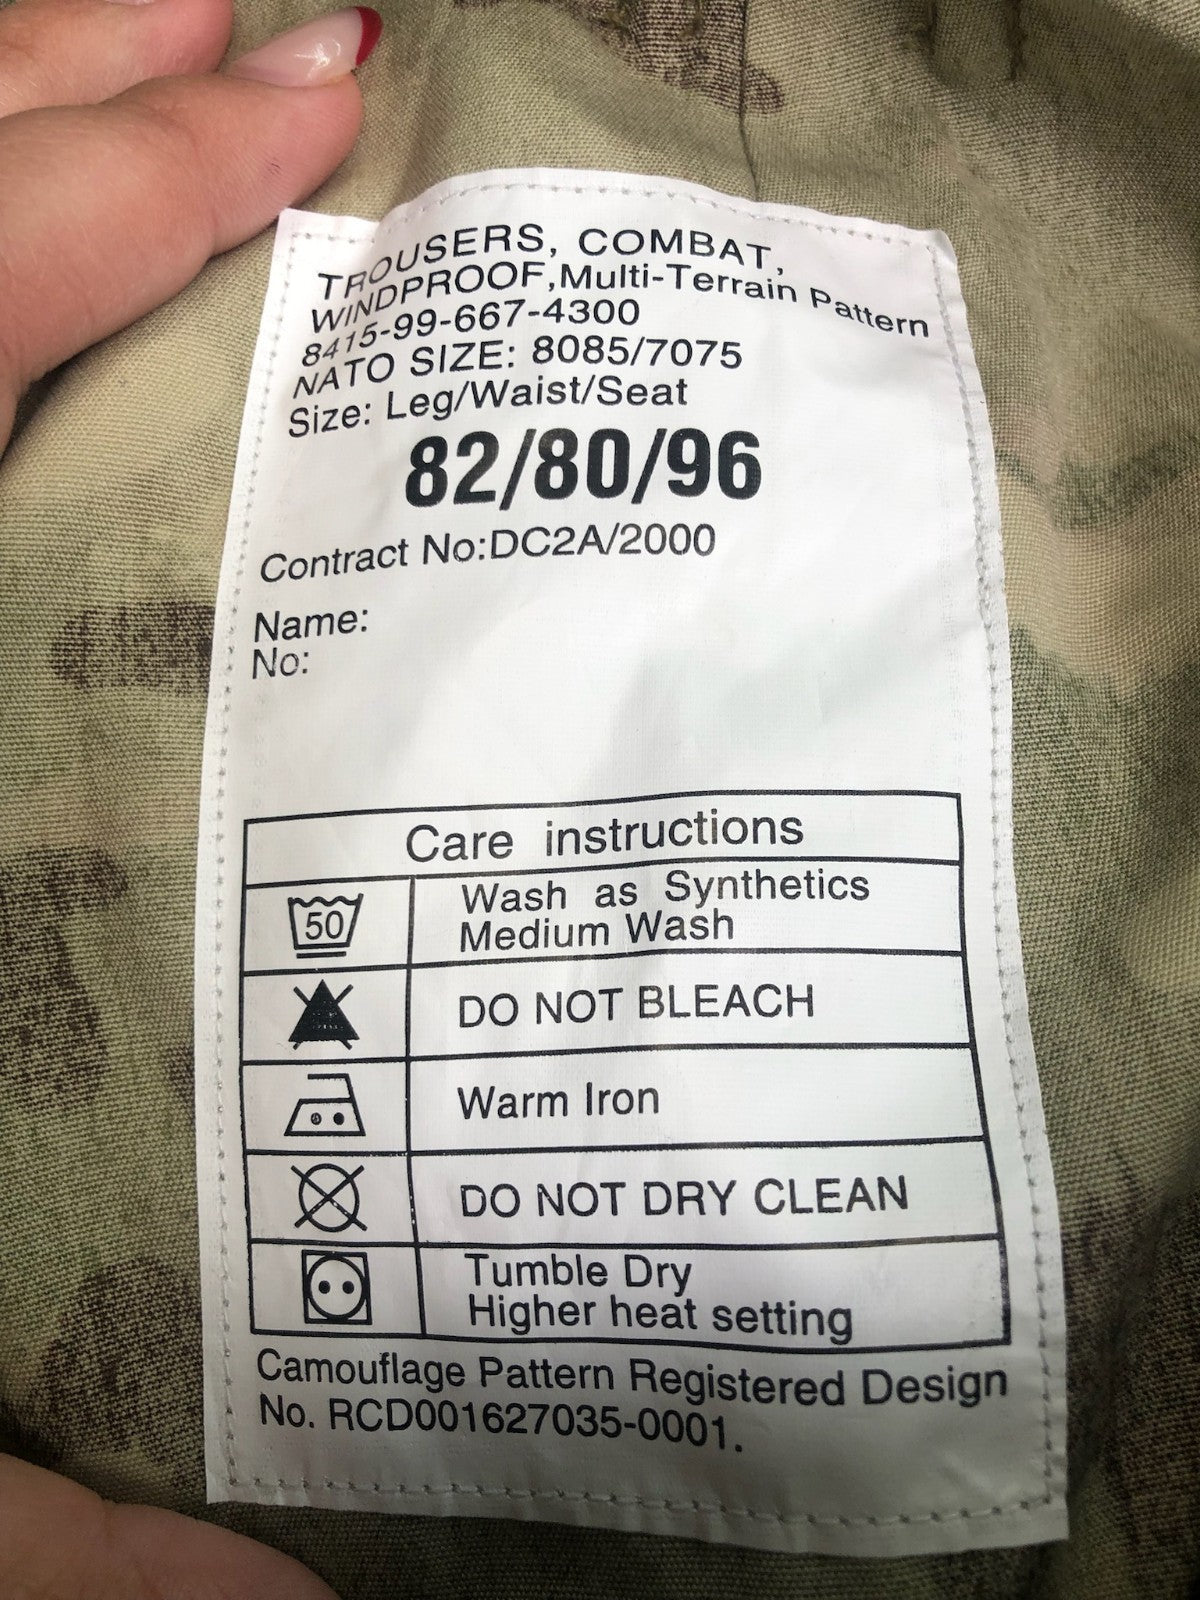 TROUSERS, COMBAT,
WINDPROOF,Multi-Terrain Pattern
8415-99-667-4300
NATO SIZE: 8085/7075
Size: Leg/Waist/Seat
82/80/96
Contract No:DC2A/2000
Name:
No:
Care instructions
50
Wash as Synthetics
Medium Wash
DO NOT BLEACH
Warm Iron
DO NOT DRY CLEAN
Tumble Dry
Higher heat setting
Camouflage Pattern Registered Design
No. RCD001627035-0001.